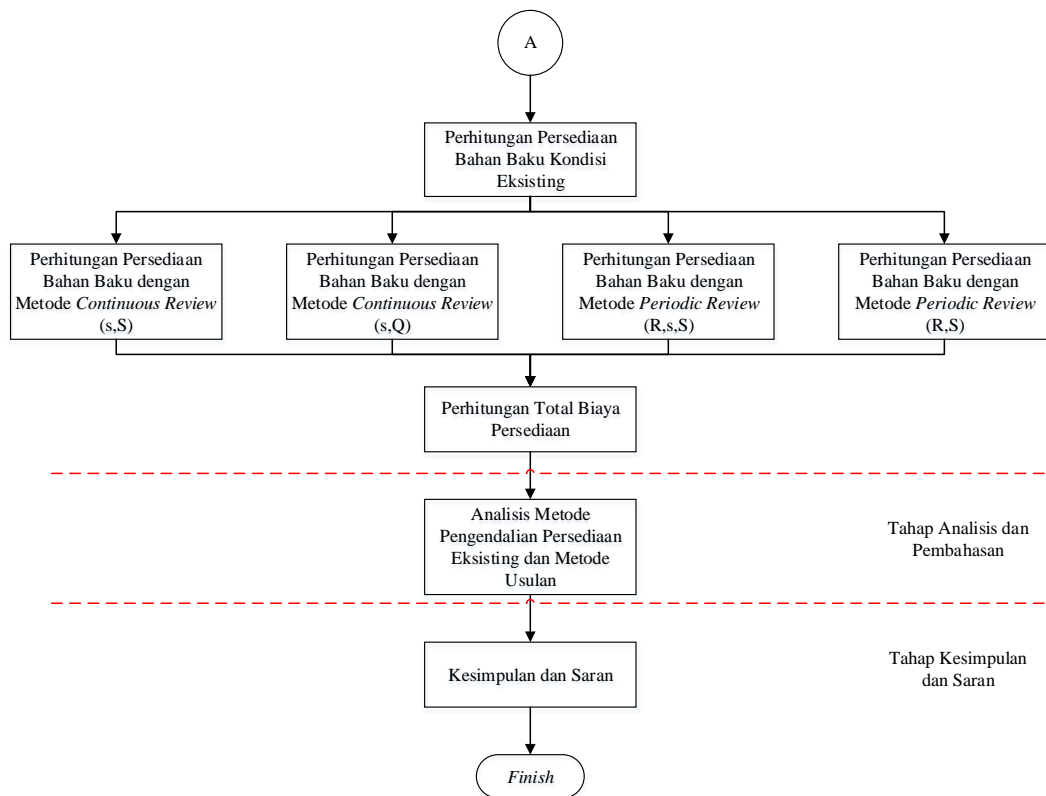 A
Perhitungan Persediaan
Bahan Baku Kondisi
Eksisting
Perhitungan Persediaan
Bahan Baku dengan
Metode Continuous Review
(s,S)
Perhitungan Persediaan
Bahan Baku dengan
Metode Continuous Review
(s,Q)
Perhitungan Persediaan
Bahan Baku dengan
Metode Periodic Review
(R,s,S)
Perhitungan Persediaan
Bahan Baku dengan
Metode Periodic Review
(R,S)
Perhitungan Total Biaya
Persediaan
Analisis Metode
Pengendalian Persediaan
Eksisting dan Metode
Usulan
Tahap Analisis dan
Pembahasan
Kesimpulan dan Saran
Tahap Kesimpulan
dan Saran
Finish